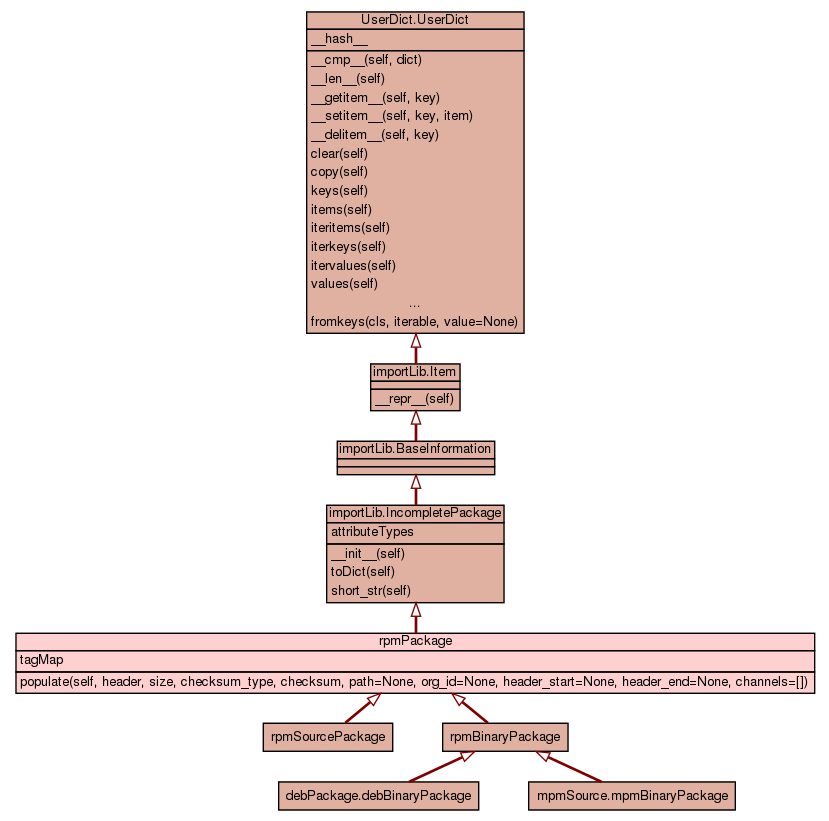 UserDict.UserDict
__hash__
__cmp__(self, dict)
__len__(self)
__getitem__(self, key)
__setitem__(self, key, item)
__delitem__(self, key)
clear(self)
copy(self)
keys(self)
items(self)
iteritems(self)
iterkeys(self)
itervalues(self)
values(self)
...
fromkeys(cls, iterable, value=None)
importLib.Item
__repr__(self)
importLib.BaseInformation
importLib.IncompletePackage
attributeTypes
__init__(self)
toDict(self)
short_str(self)
rpmPackage
tagMap
populate(self, header, size, checksum_type, checksum, path=None, org_id=None, header_start=None, header_end=None, channels=[])
rpmSourcePackage
rpmBinaryPackage
debPackage.debBinaryPackage
mpmSource.mpmBinaryPackage